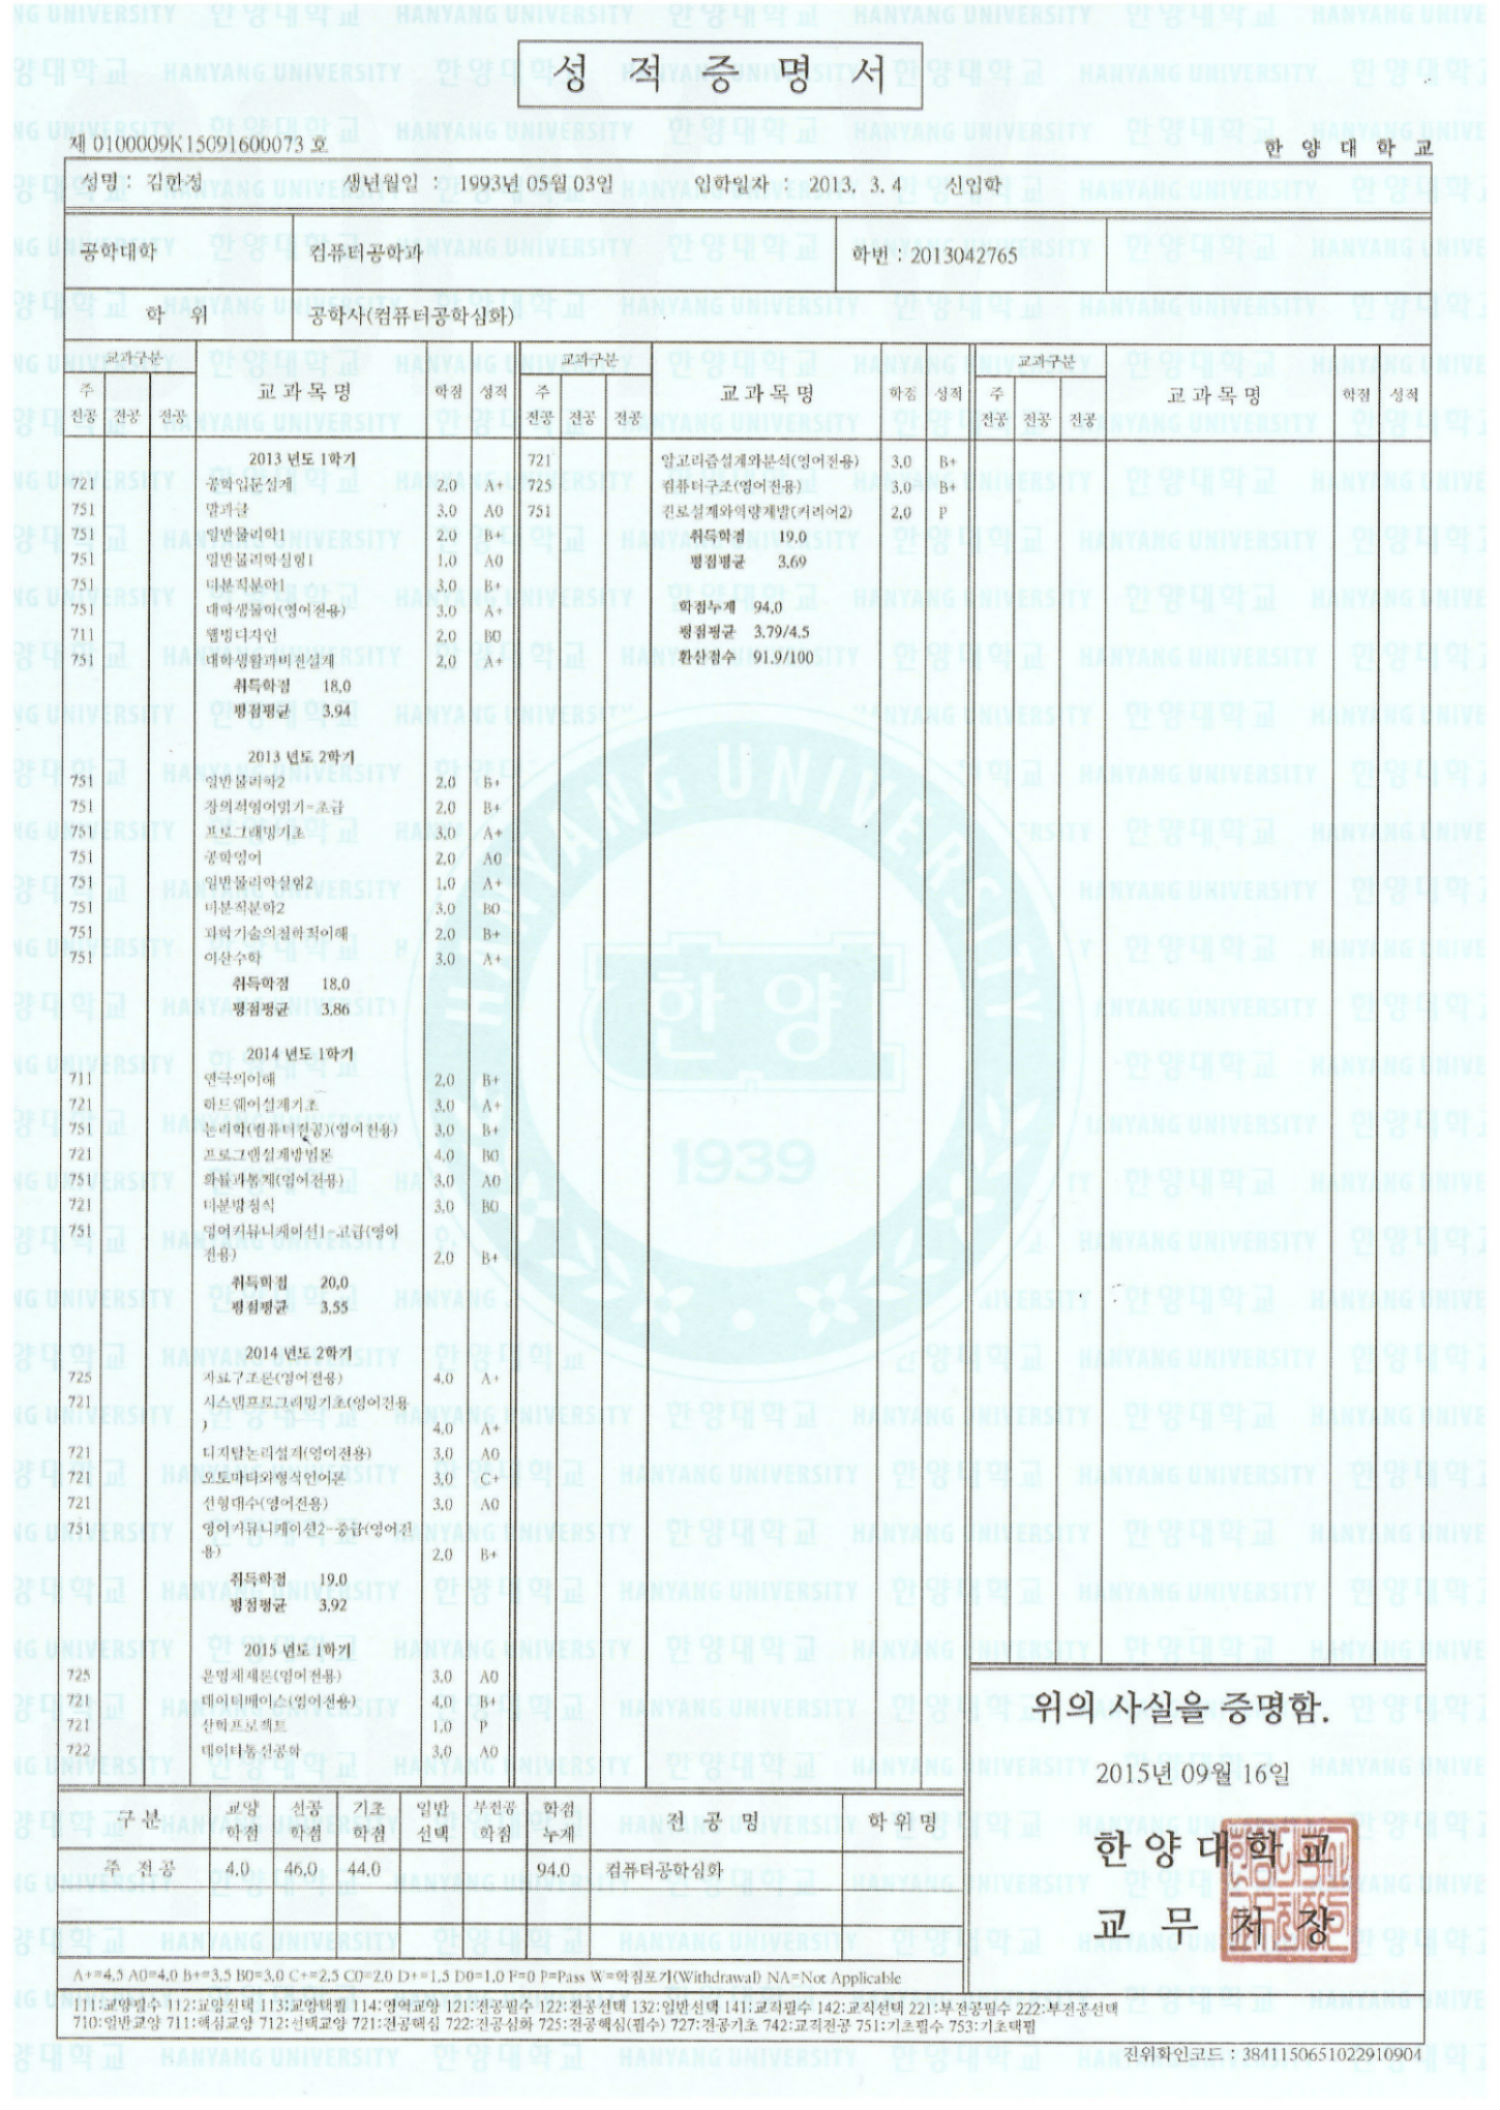 성 적 증 명 서
제 0100009K15091600073 호
한 양 대 학 교
성명 : 김한정 생년월일 : 1993년 05월 03일 입학일자 : 2013. 3. 4 신입학
공학대학 컴퓨터공학과 학번 : 2013042765
학 위 공학사(컴퓨터공학심화)
교과구분
주
전공 전공 전공
교 과 목 명 학점 성적
2013 년도 1학기
721 공학입문설계 2.0 A+
751 말과글 3.0 A0
751 일반물리학1 2.0 B+
751 일반물리학실험1 1.0 A0
751 미분적분학1 3.0 B+
751 대학생물학(영어전용) 3.0 A+
711 웹빙디자인 2.0 B0
751 대학생활과비전설계 2.0 A+
취득학점 18.0
평점평균 3.94
2013 년도 2학기
751 일반물리학2 2.0 B+
751 창의적영어읽기-초급 2.0 B+
751 프로그래밍기초 3.0 A+
751 공학영어 2.0 A0
751 일반물리학실험2 1.0 A+
751 미분적분학2 3.0 B0
751 과학기술의철학적이해 2.0 B+
751 이산수학 3.0 A+
취득학점 18.0
평점평균 3.86
2014 년도 1학기
711 연극의이해 2.0 B+
721 하드웨어설계기초 3.0 A+
751 논리학(컴퓨터전공)(영어전용) 3.0 B+
721 프로그램설계방법론 4.0 B0
751 확률과통계(영어전용) 3.0 A0
721 미분방정식 3.0 B0
751 영어커뮤니케이션1-고급(영어
전용) 2.0 B+
취득학점 20.0
평점평균 3.55
2014 년도 2학기
725 자료구조론(영어전용) 4.0 A+
721 시스템프로그래밍기초(영어전용
) 4.0 A+
721 디지탈논리설계(영어전용) 3.0 A0
721 오토마타와형식언어론 3.0 C+
721 선형대수(영어전용) 3.0 A0
751 영어커뮤니케이션2-중급(영어전
용) 2.0 B+
취득학점 19.0
평점평균 3.92
2015 년도 1학기
725 운영체제론(영어전용) 3.0 A0
721 데이터베이스(영어전용) 4.0 B+
721 산학프로젝트 1.0 P
722 데이터통신공학 3.0 A0
교과구분
주
전공 전공 전공
교 과 목 명 학점 성적
721 알고리즘설계와분석(영어전용) 3.0 B+
725 컴퓨터구조(영어전용) 3.0 B+
751 진로설계와역량개발(커리어2) 2.0 P
취득학점 19.0
평점평균 3.69
학점누계 94.0
평점평균 3.79/4.5
환산점수 91.9/100
교과구분
주
전공 전공 전공
교 과 목 명 학점 성적
HANYANG UNIVERSITY
한양
1939
위의 사실을 증명함.
2015년 09월 16일
한 양 대 학 교
교 무 처 장
구 분 교양 전공 기초 일반 부전공 학점 전 공 명 학 위 명
학점 학점 학점 선택 학점 누계
주 전 공 4.0 46.0 44.0 94.0 컴퓨터공학심화
A+=4.5 A0=4.0 B+=3.5 B0=3.0 C+=2.5 C0=2.0 D+=1.5 D0=1.0 F=0 P=Pass W=학점포기(Withdrawal) NA=Not Applicable
111:교양필수 112:교양선택 113:교양택필 114:영역교양 121:전공필수 122:전공선택 132:일반선택 141:교직필수 142:교직선택 221:부전공필수 222:부전공선택
710:일반교양 711:핵심교양 712:선택교양 721:전공핵심 722:전공심화 725:전공핵심(필수) 727:전공기초 742:교직전공 751:기초필수 753:기초택필
진위확인코드 : 3841150651022910904